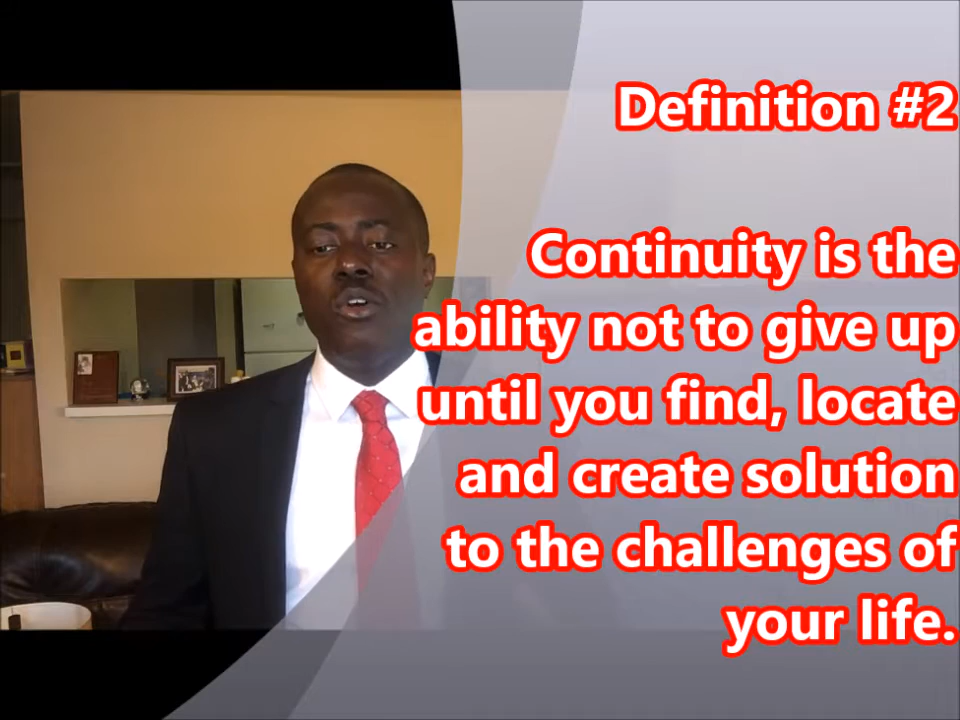 Definition #2
Continuity is the
ability not to give up
until you find, locate
and create solution
to the challenges of
your life.